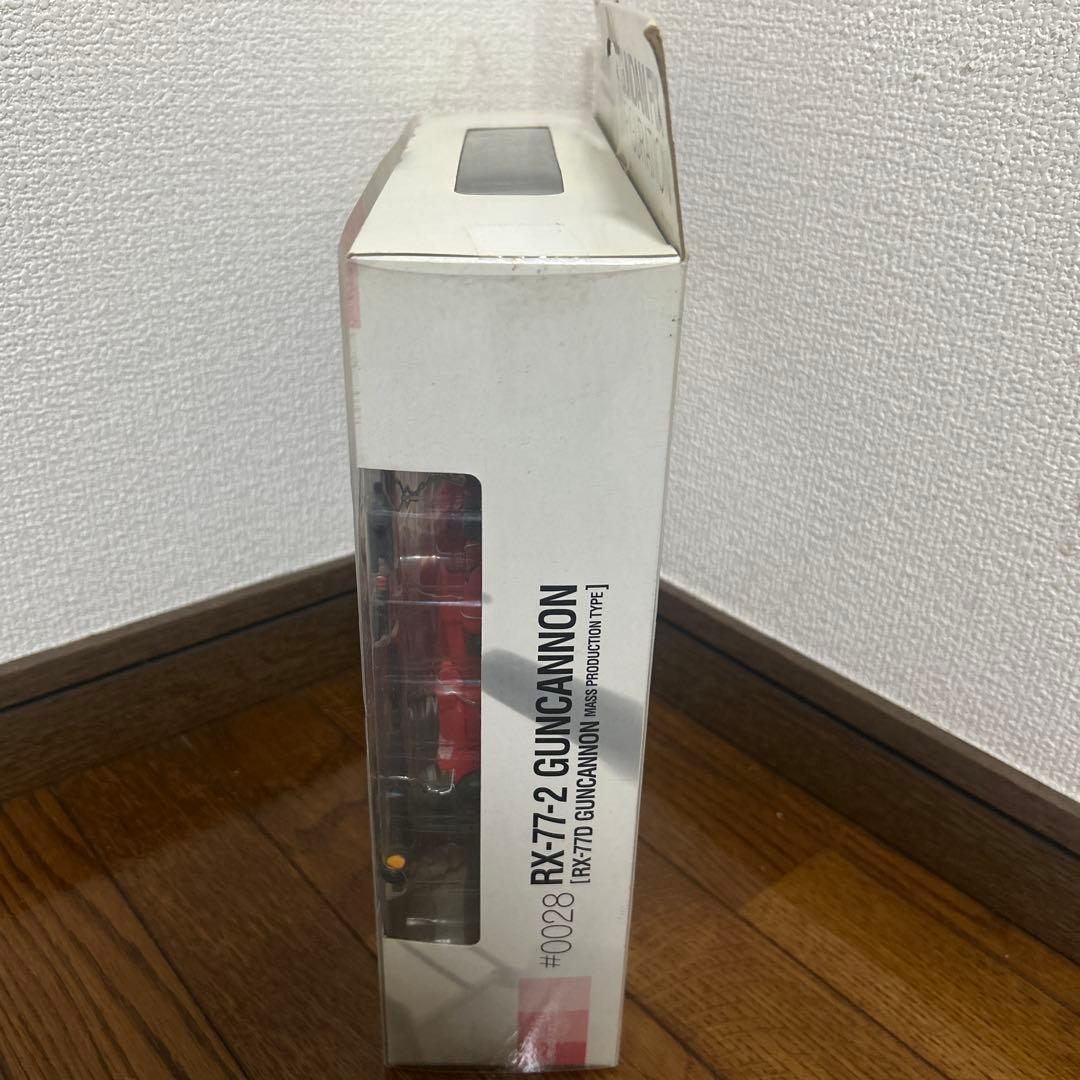 #0028 RX-77-2 GUNCANNON
[RX-77D GUNCANNON MASS PRODUCTION TYPE]